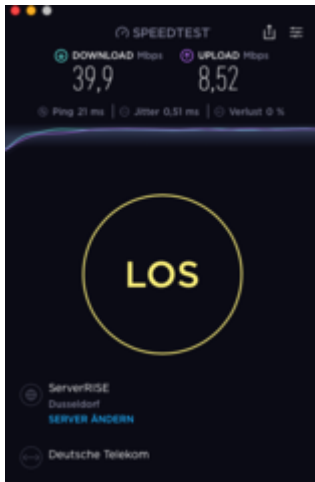 SPEEDTEST
DOWNLOAD Mbps UPLOAD Mbps
39,9 8,52
Ping 21 ms Jitter 0,51 ms Verlust 0 %
LOS
ServerRISE
Dusseldorf
SERVER ÄNDERN
Deutsche Telekom